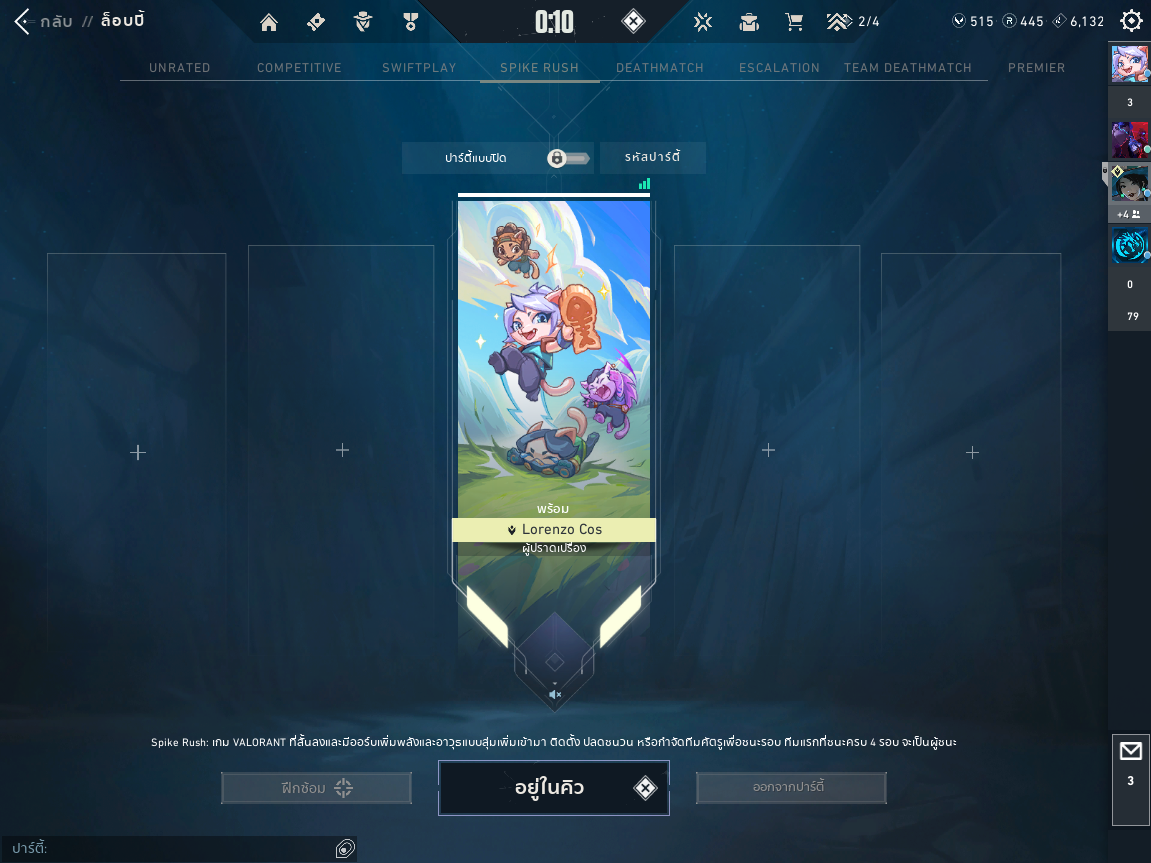 กลับ // ล็อบบี้
0:10
2/4
515
445
6,132
UNRATED
COMPETITIVE
SWIFTPLAY
SPIKE RUSH
DEATHMATCH
ESCALATION
TEAM DEATHMATCH
PREMIER
3
ปาร์ตี้แบบปิด
รหัสปาร์ตี้
+4
0
79
พร้อม
Lorenzo Cos
ผู้ปราดเปรื่อง
Spike Rush: เกม VALORANT ที่สั้นลงและมีออร์บเพิ่มพลังและอาวุธแบบสุ่มเพิ่มเข้ามา ติดตั้ง ปลดชนวน หรือกำจัดทีมศัตรูเพื่อชนะรอบ ทีมแรกที่ชนะครบ 4 รอบ จะเป็นผู้ชนะ
ฝึกซ้อม
อยู่ในคิว
ออกจากปาร์ตี้
3
ปาร์ตี้: